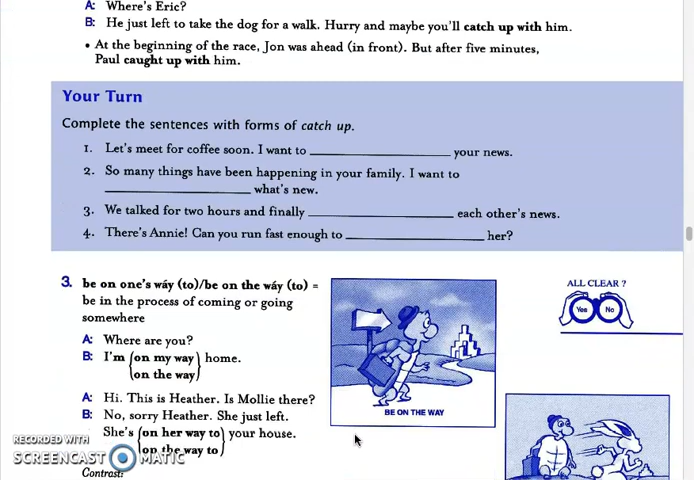 A: Where's Eric?
B: He just left to take the dog for a walk. Hurry and maybe you'll catch up with him.
• At the beginning of the race, Jon was ahead (in front). But after five minutes,
Paul caught up with him.
Your Turn
Complete the sentences with forms of catch up.
1. Let's meet for coffee soon. I want to ____________ your news.
2. So many things have been happening in your family. I want to
____________ what's new.
3. We talked for two hours and finally ____________ each other's news.
4. There's Annie! Can you run fast enough to ____________ her?
3. be on one's wáy (to)/be on the wáy (to) =
be in the process of coming or going
somewhere
A: Where are you?
B: I'm (on my way) home.
(on the way)
A: Hi. This is Heather. Is Mollie there?
B: No, sorry Heather. She just left.
She's (on her way to) your house.
(on the way to)
Contrast:
BE ON THE WAY
ALL CLEAR ?
Yes No
RECORDED WITH
SCREENCAST MATIC